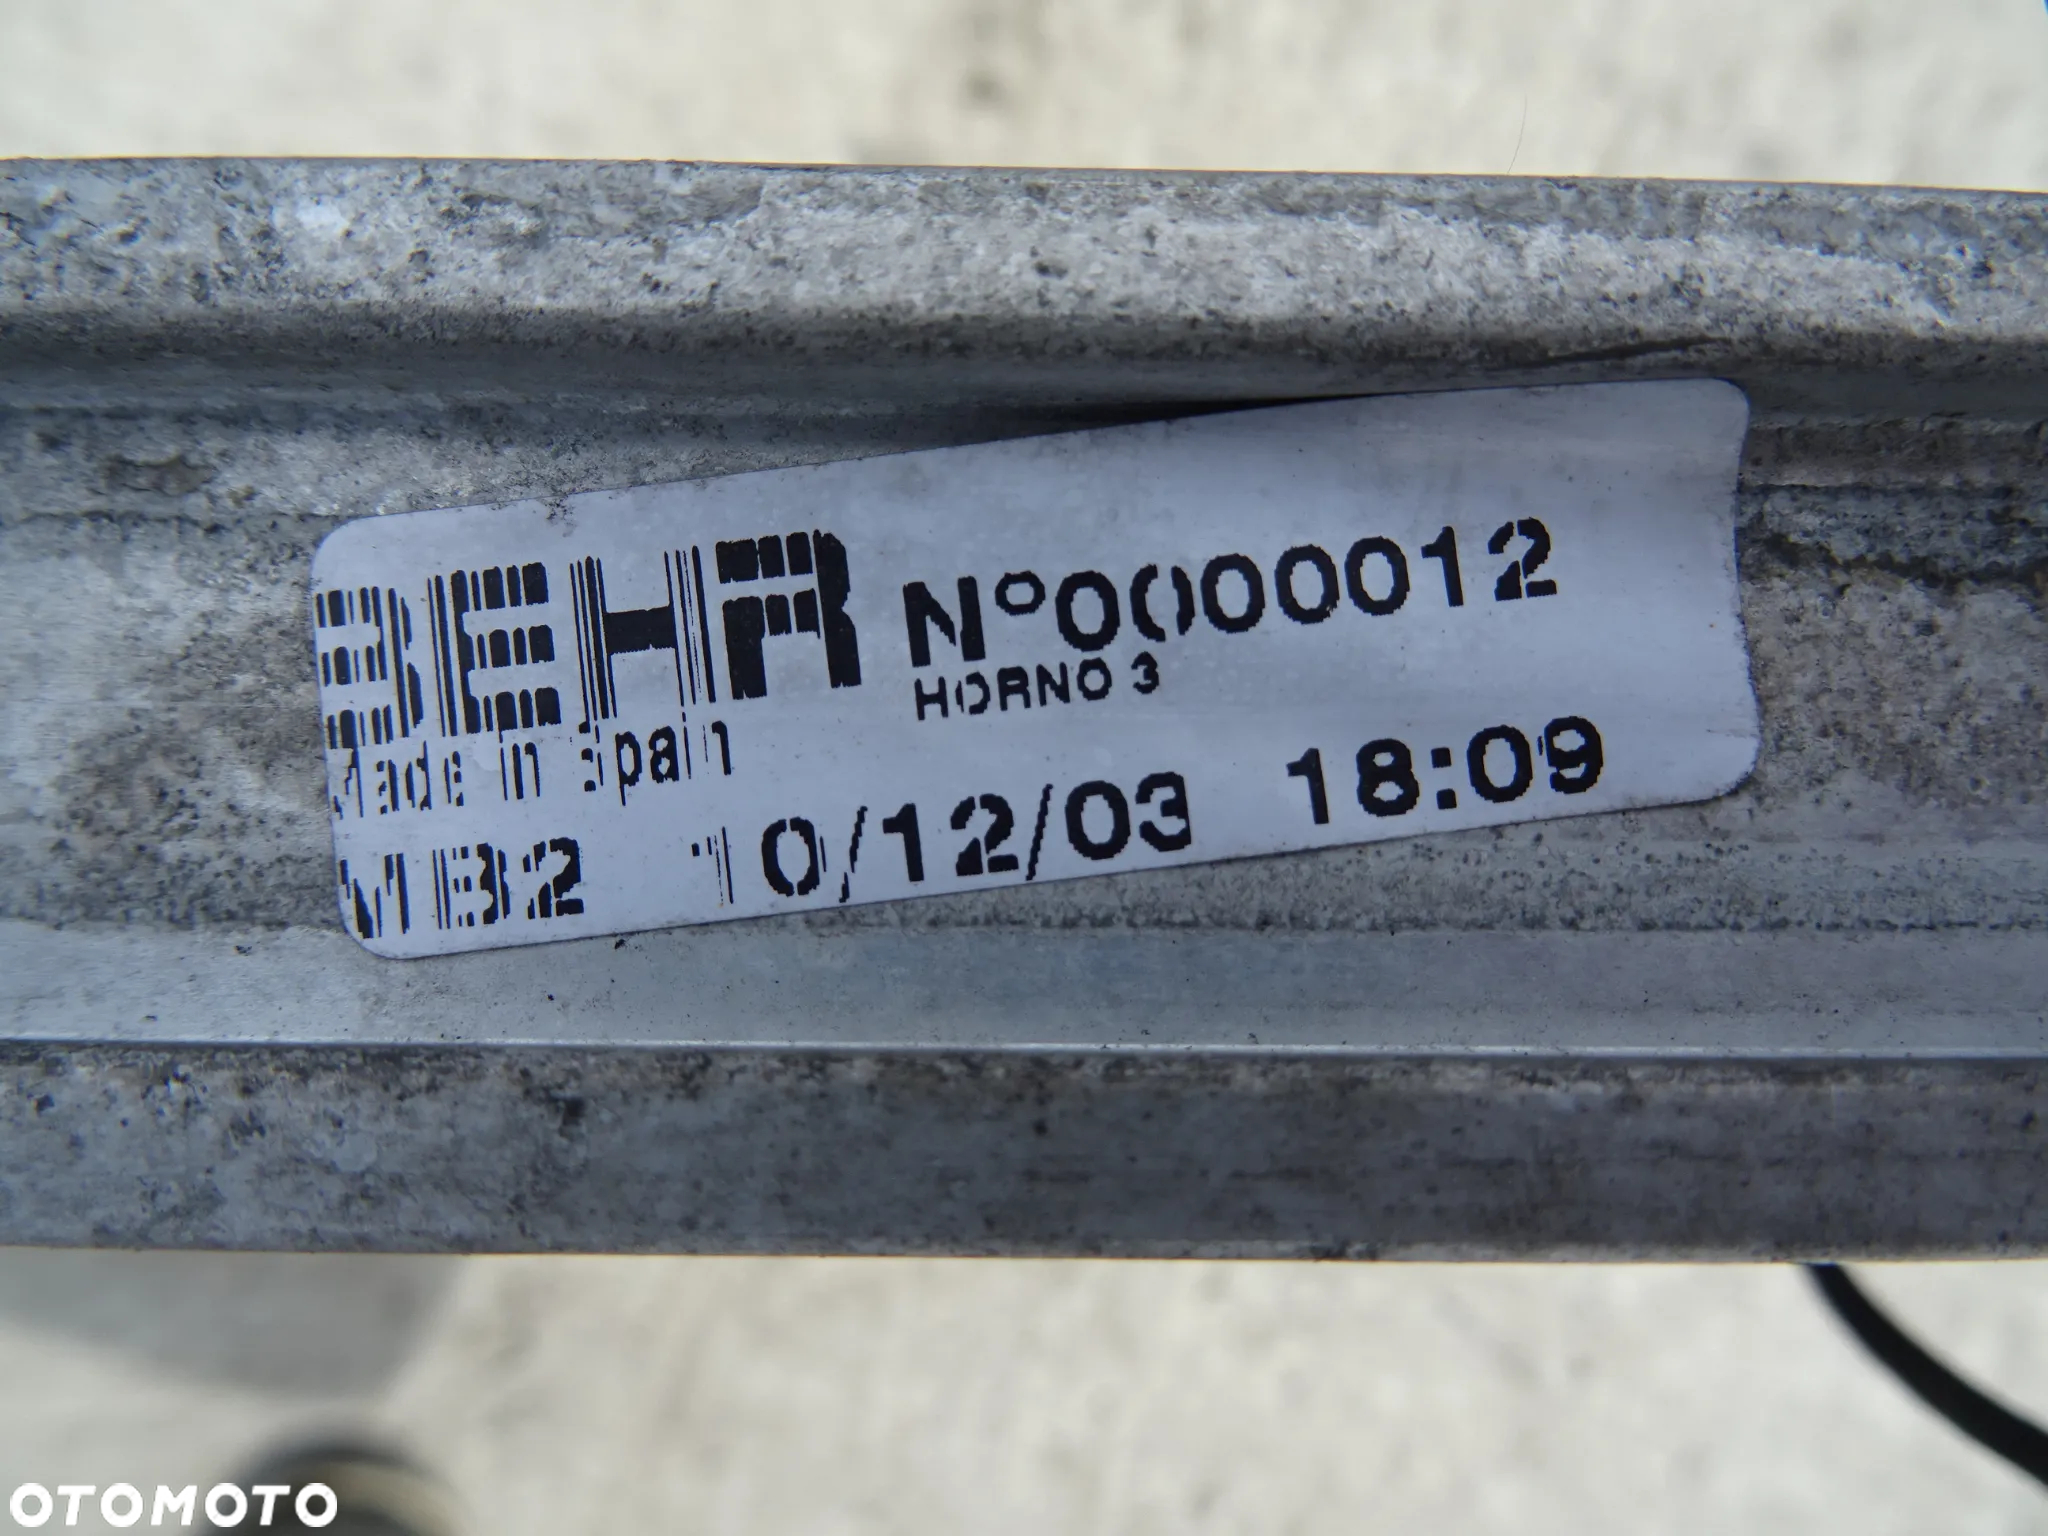 BEHR N°0000012
HORNO 3
Made in Spain
MB2 10/12/03 18:09
OTOMOTO